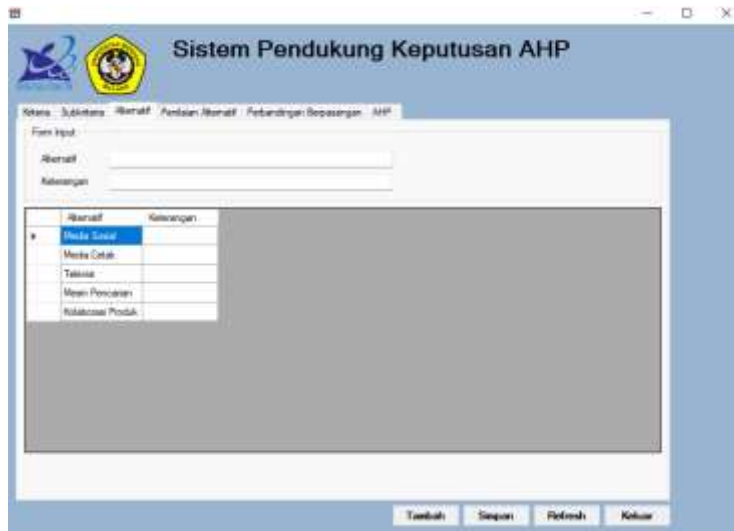 Sistem Pendukung Keputusan AHP
Kriteria Subkriteria Alternatif Penilaian Alternatif Perbandingan Berpasangan AHP
Form Input
Alternatif
Keterangan
Alternatif Keterangan
Media Sosial
Media Cetak
Televisi
Mesin Pencarian
Kolaborasi Produk
Tambah Simpan Refresh Keluar